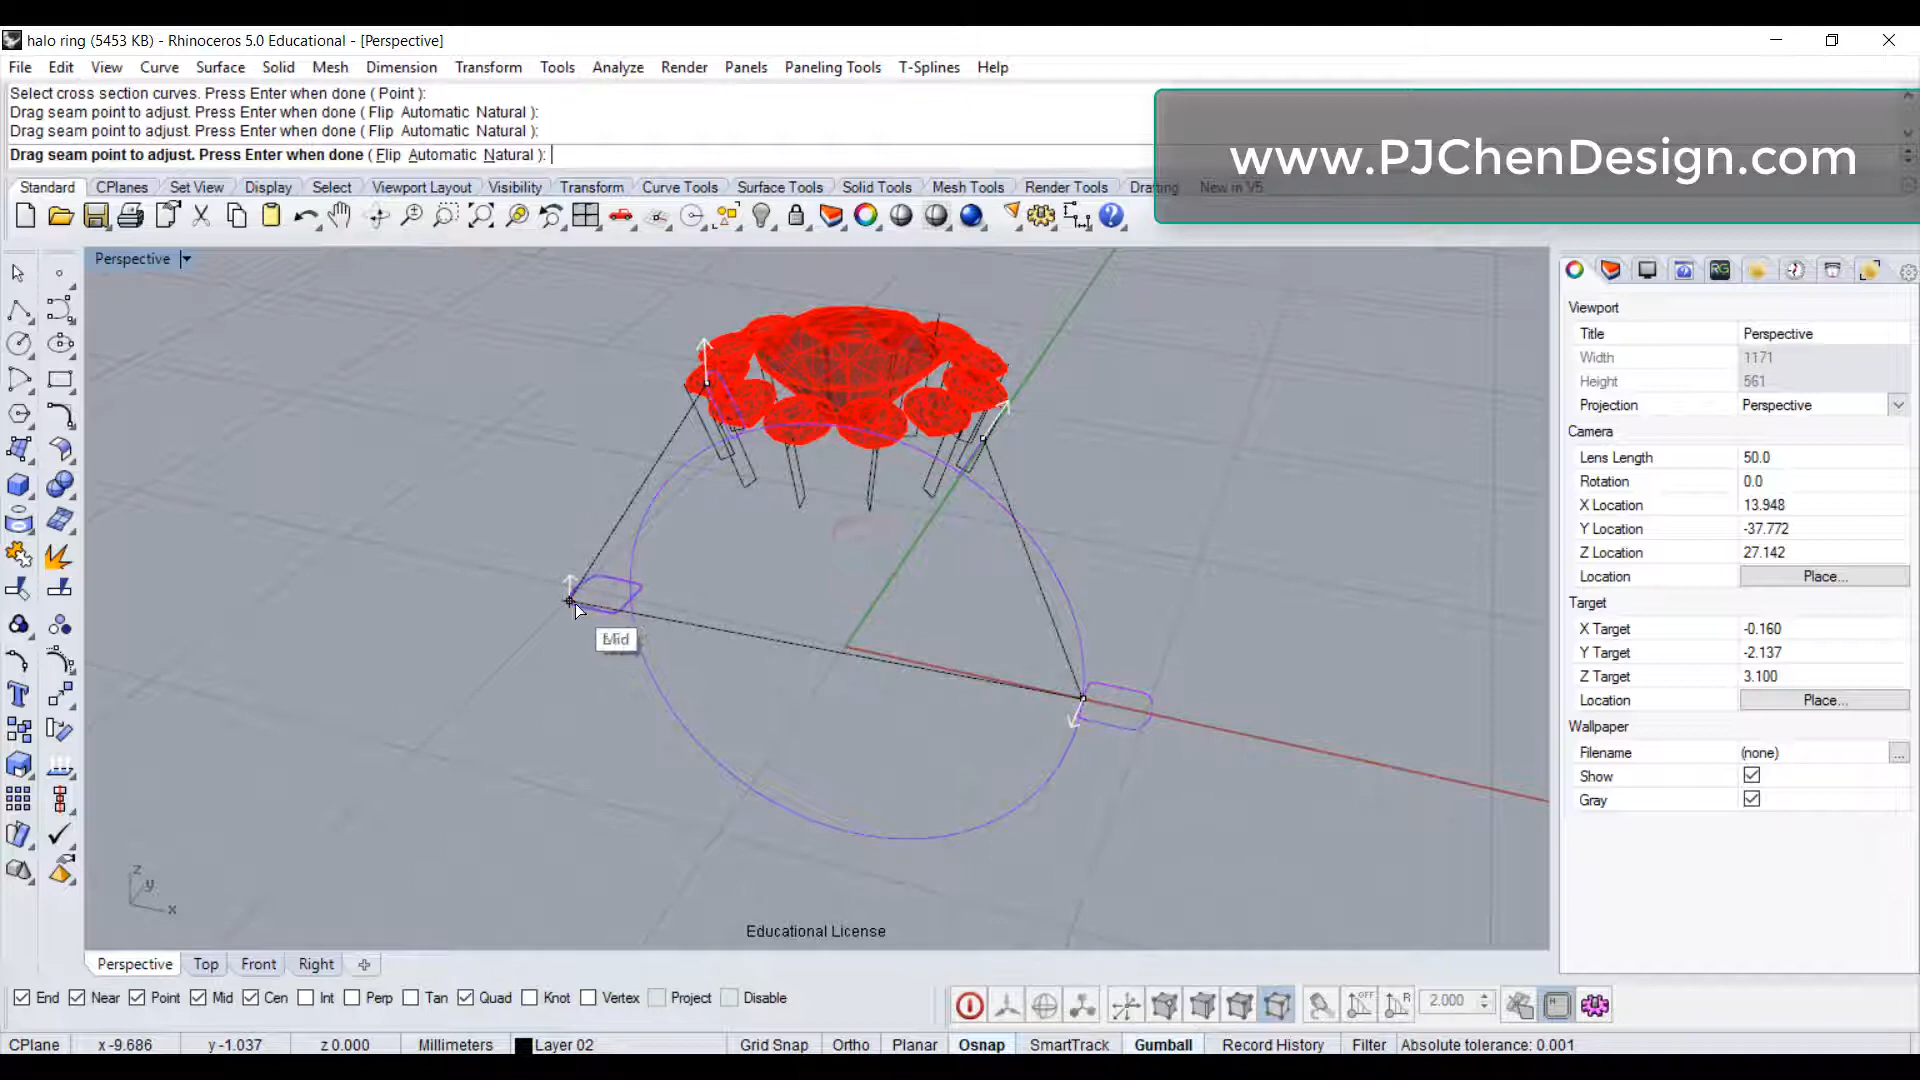 halo ring (5453 KB) - Rhinoceros 5.0 Educational - [Perspective]
File Edit View Curve Surface Solid Mesh Dimension Transform Tools Analyze Render Panels Paneling Tools T-Splines Help
Select cross section curves. Press Enter when done ( Point ):
Drag seam point to adjust. Press Enter when done ( Flip Automatic Natural ):
Drag seam point to adjust. Press Enter when done ( Flip Automatic Natural ):
Drag seam point to adjust. Press Enter when done ( Flip Automatic Natural ):
www.PJChenDesign.com
Standard CPlanes Set View Display Select Viewport Layout Visibility Transform Curve Tools Surface Tools Solid Tools Mesh Tools Render Tools Drafting New in V5
Perspective
Viewport
Title Perspective
Width 1171
Height 561
Projection Perspective
Camera
Lens Length 50.0
Rotation 0.0
X Location 13.948
Y Location -37.772
Z Location 27.142
Location Place...
Target
X Target -0.160
Y Target -2.137
Z Target 3.100
Location Place...
Wallpaper
Filename (none) ...
Show
Gray
Mid
z
y
x
Educational License
Perspective Top Front Right
End Near Point Mid Cen Int Perp Tan Quad Knot Vertex Project Disable
2.000
CPlane x -9.686 y -1.037 z 0.000 Millimeters Layer 02 Grid Snap Ortho Planar Osnap SmartTrack Gumball Record History Filter Absolute tolerance: 0.001